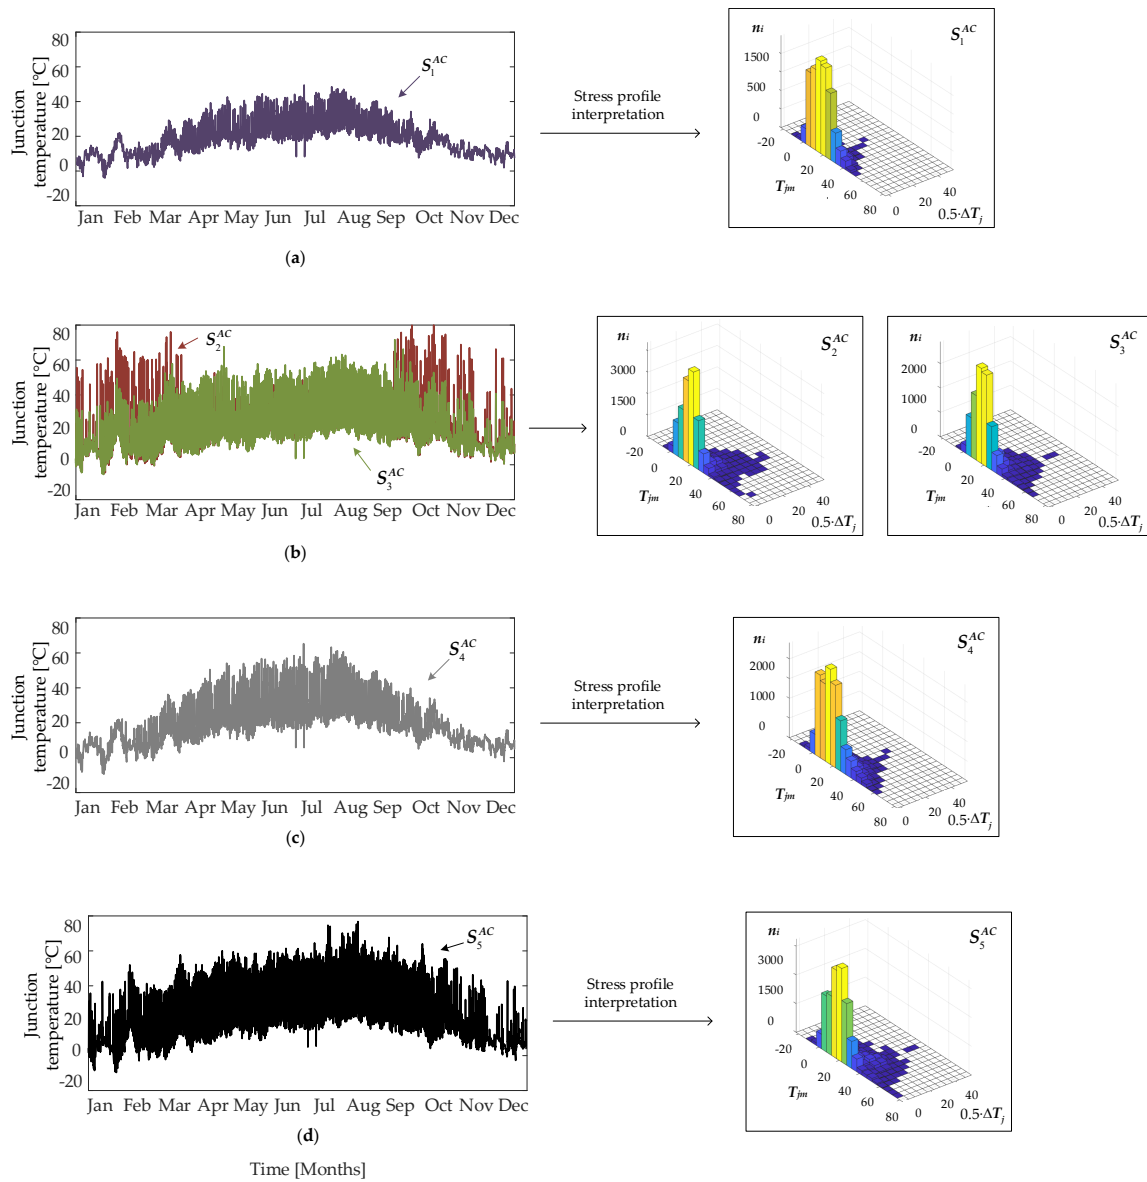 80
60
40
20
0
-20
Junction
temperature [°C]
S₁ᴬᶜ
Jan Feb Mar Apr May Jun Jul Aug Sep Oct Nov Dec
(a)
Stress profile
interpretation
nᵢ
S₁ᴬᶜ
1500
500
0
-20
0
20
40
60
80
Tⱼₘ
0
20
40
0.5·ΔTⱼ
80
60
40
20
0
-20
Junction
temperature [°C]
S₂ᴬᶜ
S₃ᴬᶜ
Jan Feb Mar Apr May Jun Jul Aug Sep Oct Nov Dec
(b)
nᵢ
S₂ᴬᶜ
3000
1500
0
-20
0
20
40
60
80
Tⱼₘ
0
20
40
0.5·ΔTⱼ
nᵢ
S₃ᴬᶜ
2000
1000
0
-20
0
20
40
60
80
Tⱼₘ
0
20
40
0.5·ΔTⱼ
80
60
40
20
0
-20
Junction
temperature [°C]
S₄ᴬᶜ
Jan Feb Mar Apr May Jun Jul Aug Sep Oct Nov Dec
(c)
Stress profile
interpretation
nᵢ
S₄ᴬᶜ
2000
1000
0
-20
0
20
40
60
80
Tⱼₘ
0
20
40
0.5·ΔTⱼ
80
60
40
20
0
-20
Junction
temperature [°C]
S₅ᴬᶜ
Jan Feb Mar Apr May Jun Jul Aug Sep Oct Nov Dec
(d)
Stress profile
interpretation
nᵢ
S₅ᴬᶜ
3000
1500
0
-20
0
20
40
60
80
Tⱼₘ
0
20
40
0.5·ΔTⱼ
Time [Months]